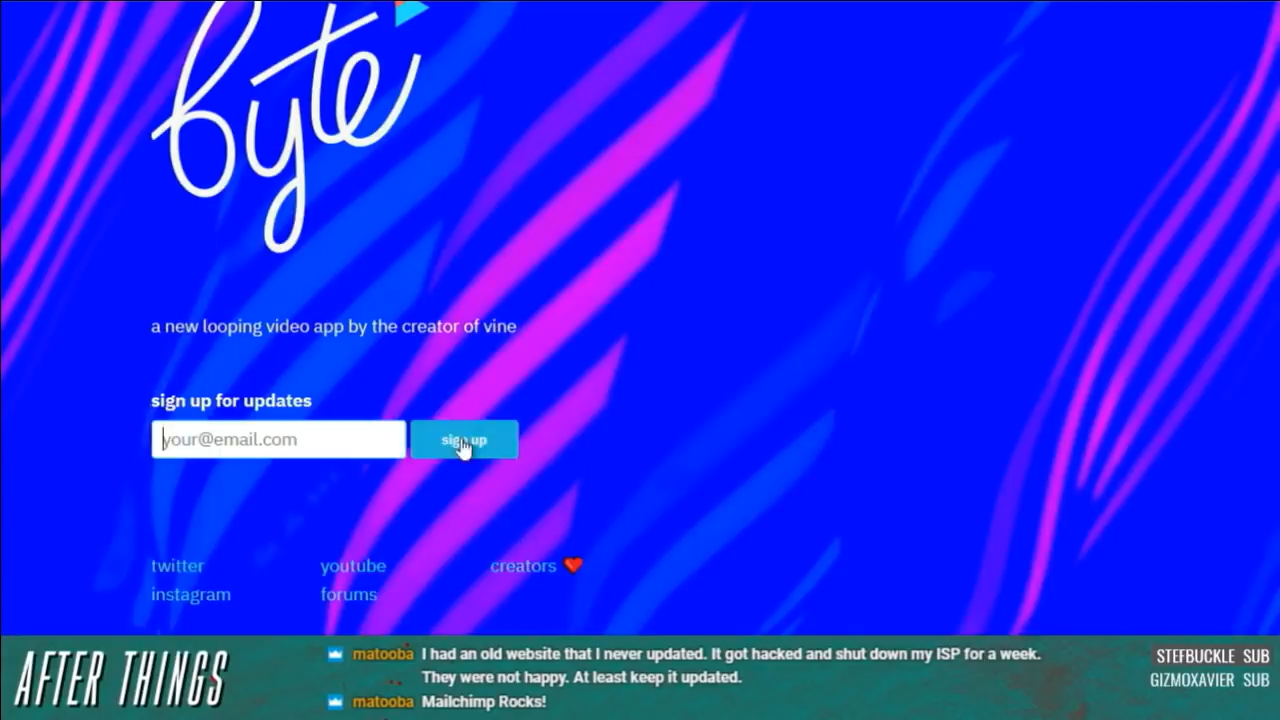 byte
a new looping video app by the creator of vine
sign up for updates
your@email.com
sign up
twitter
youtube
creators
instagram
forums
AFTER THINGS
matooba I had an old website that I never updated. It got hacked and shut down my ISP for a week.
They were not happy. At least keep it updated.
matooba Mailchimp Rocks!
STEFBUCKLE SUB
GIZMOXAVIER SUB